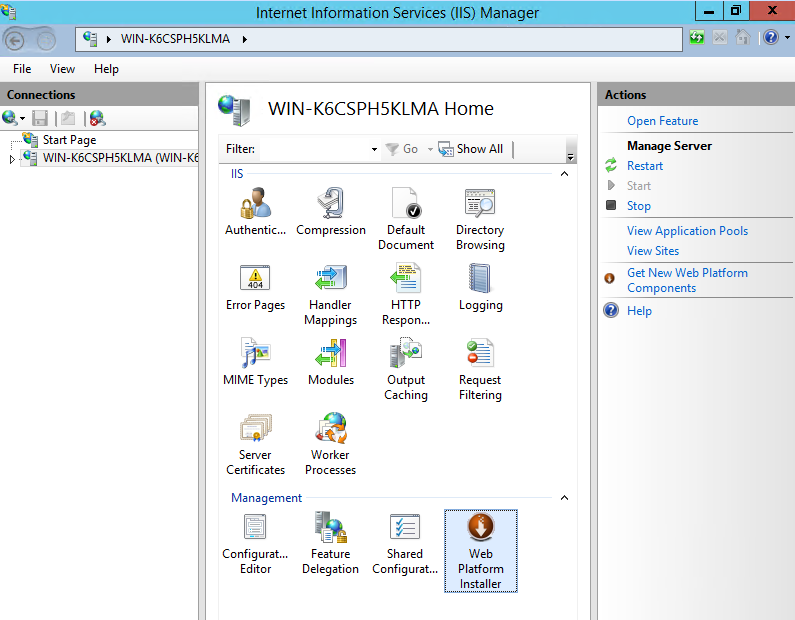 Internet Information Services (IIS) Manager
WIN-K6CSPH5KLMA
File View Help
Connections
Start Page
WIN-K6CSPH5KLMA (WIN-K6
WIN-K6CSPH5KLMA Home
Filter: Go Show All
IIS
Authentic... Compression Default Document Directory Browsing
Error Pages Handler Mappings HTTP Respon... Logging
404
MIME Types Modules Output Caching Request Filtering
Server Certificates Worker Processes
Management
Configurat... Editor Feature Delegation Shared Configurat... Web Platform Installer
Actions
Open Feature
Manage Server
Restart
Start
Stop
View Application Pools
View Sites
Get New Web Platform
Components
Help